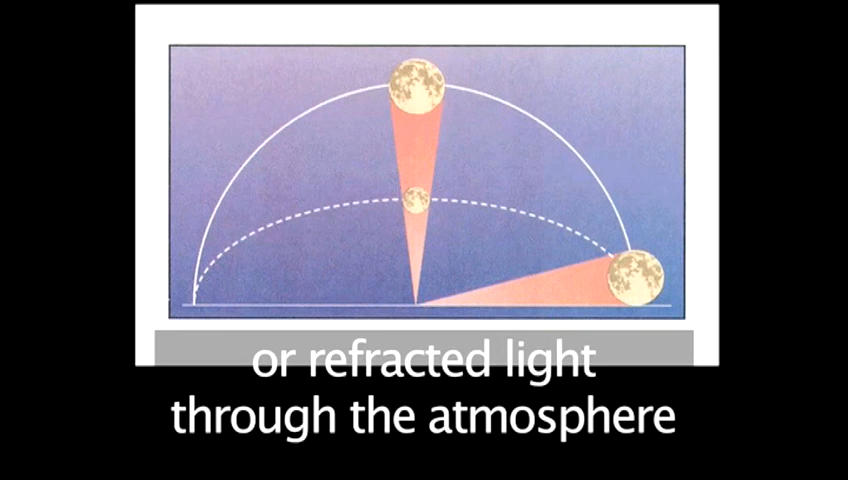 or refracted light
through the atmosphere